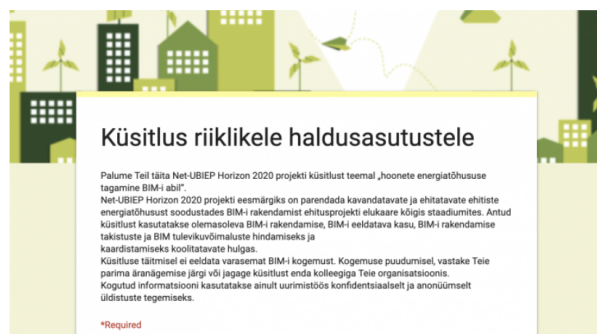 Küsitlus riiklikele haldusasutustele
Palume Teil täita Net-UBIEP Horizon 2020 projekti küsitlust teemal „hoonete energiatõhususe
tagamine BIM-i abil”.
Net-UBIEP Horizon 2020 projekti eesmärgiks on parendada kavandatavate ja ehitatavate ehitiste
energiatõhusust soodustades BIM-i rakendamist ehitusprojekti elukaare kõigis staadiumites. Antud
küsitlust kasutatakse olemasoleva BIM-i rakendamise, BIM-i eeldatava kasu, BIM-i rakendamise
takistuste ja BIM tulevikuvõimaluste hindamiseks ja
kaardistamiseks koolitatavate hulgas.
Küsitluse täitmisel ei eeldata varasemat BIM-i kogemust. Kogemuse puudumisel, vastake Teie
parima äranägemise järgi või jagage küsitlust enda kolleegiga Teie organisatsioonis.
Kogutud informatsiooni kasutatakse ainult uurimistöös konfidentsiaalselt ja anonüümselt
üldistuste tegemiseks.
*Required